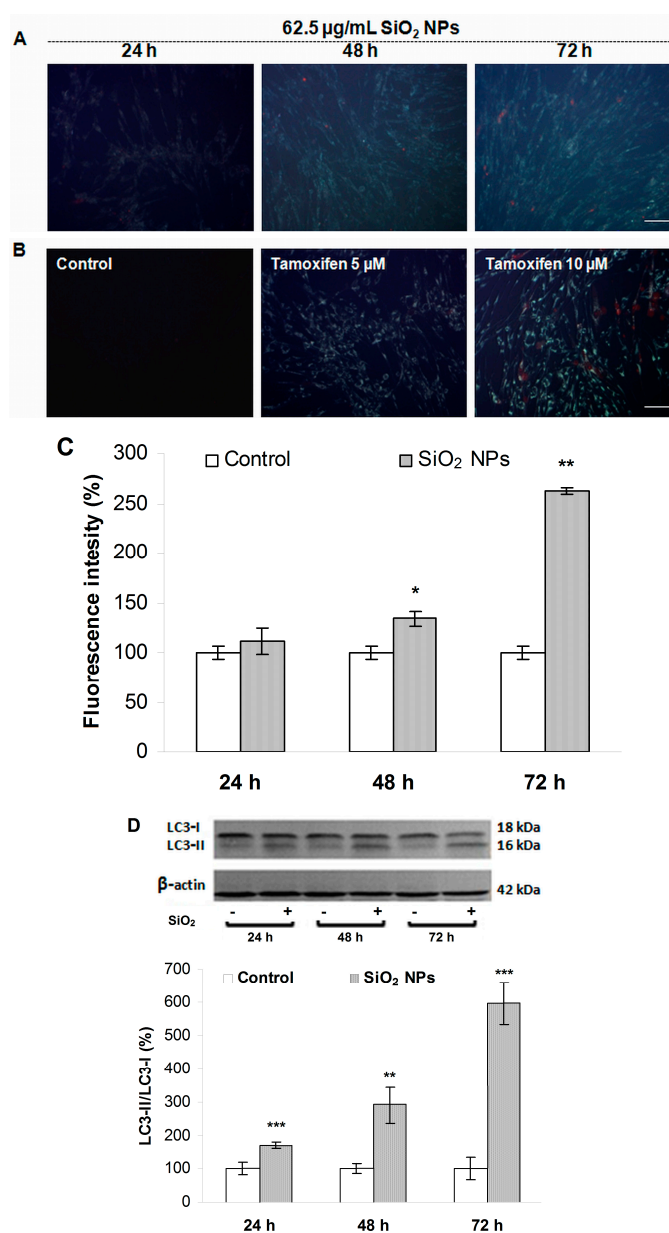 A
62.5 µg/mL SiO₂ NPs
24 h 48 h 72 h
B
Control Tamoxifen 5 µM Tamoxifen 10 µM
C
Control SiO₂ NPs
Fluorescence intesity (%)
300
250
200
150
100
50
0
*
**
24 h 48 h 72 h
D
LC3-I 18 kDa
LC3-II 16 kDa
β-actin 42 kDa
SiO₂ - + - + - +
24 h 48 h 72 h
Control SiO₂ NPs
LC3-II/LC3-I (%)
700
600
500
400
300
200
100
0
***
**
***
24 h 48 h 72 h